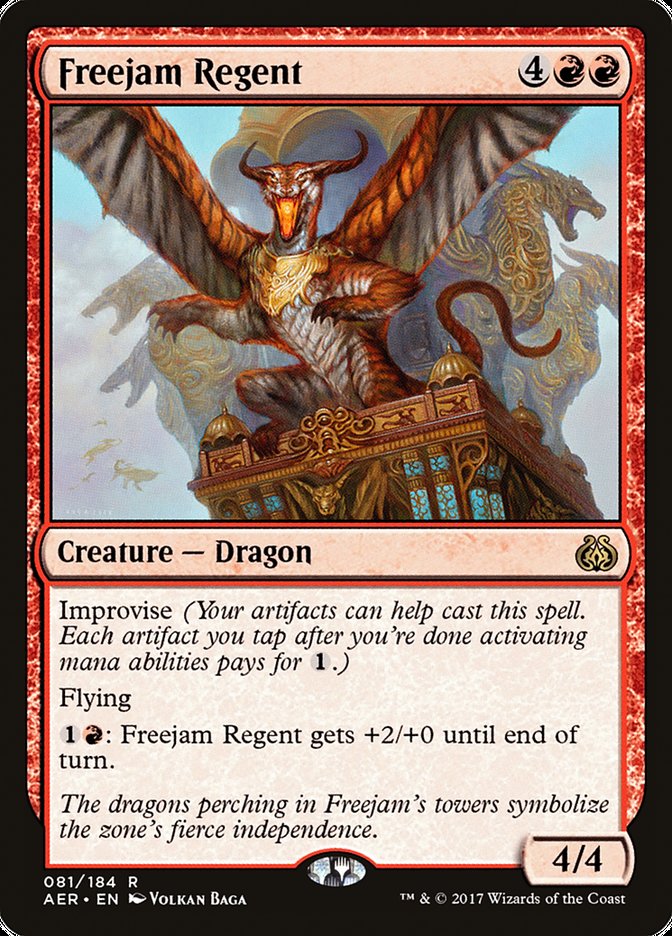 Freejam Regent 4
Creature — Dragon
Improvise (Your artifacts can help cast this spell.
Each artifact you tap after you're done activating
mana abilities pays for 1.)
Flying
1: Freejam Regent gets +2/+0 until end of
turn.
The dragons perching in Freejam's towers symbolize
the zone's fierce independence.
4/4
081/184 R
AER • EN VOLKAN BAGA
™ & © 2017 Wizards of the Coast